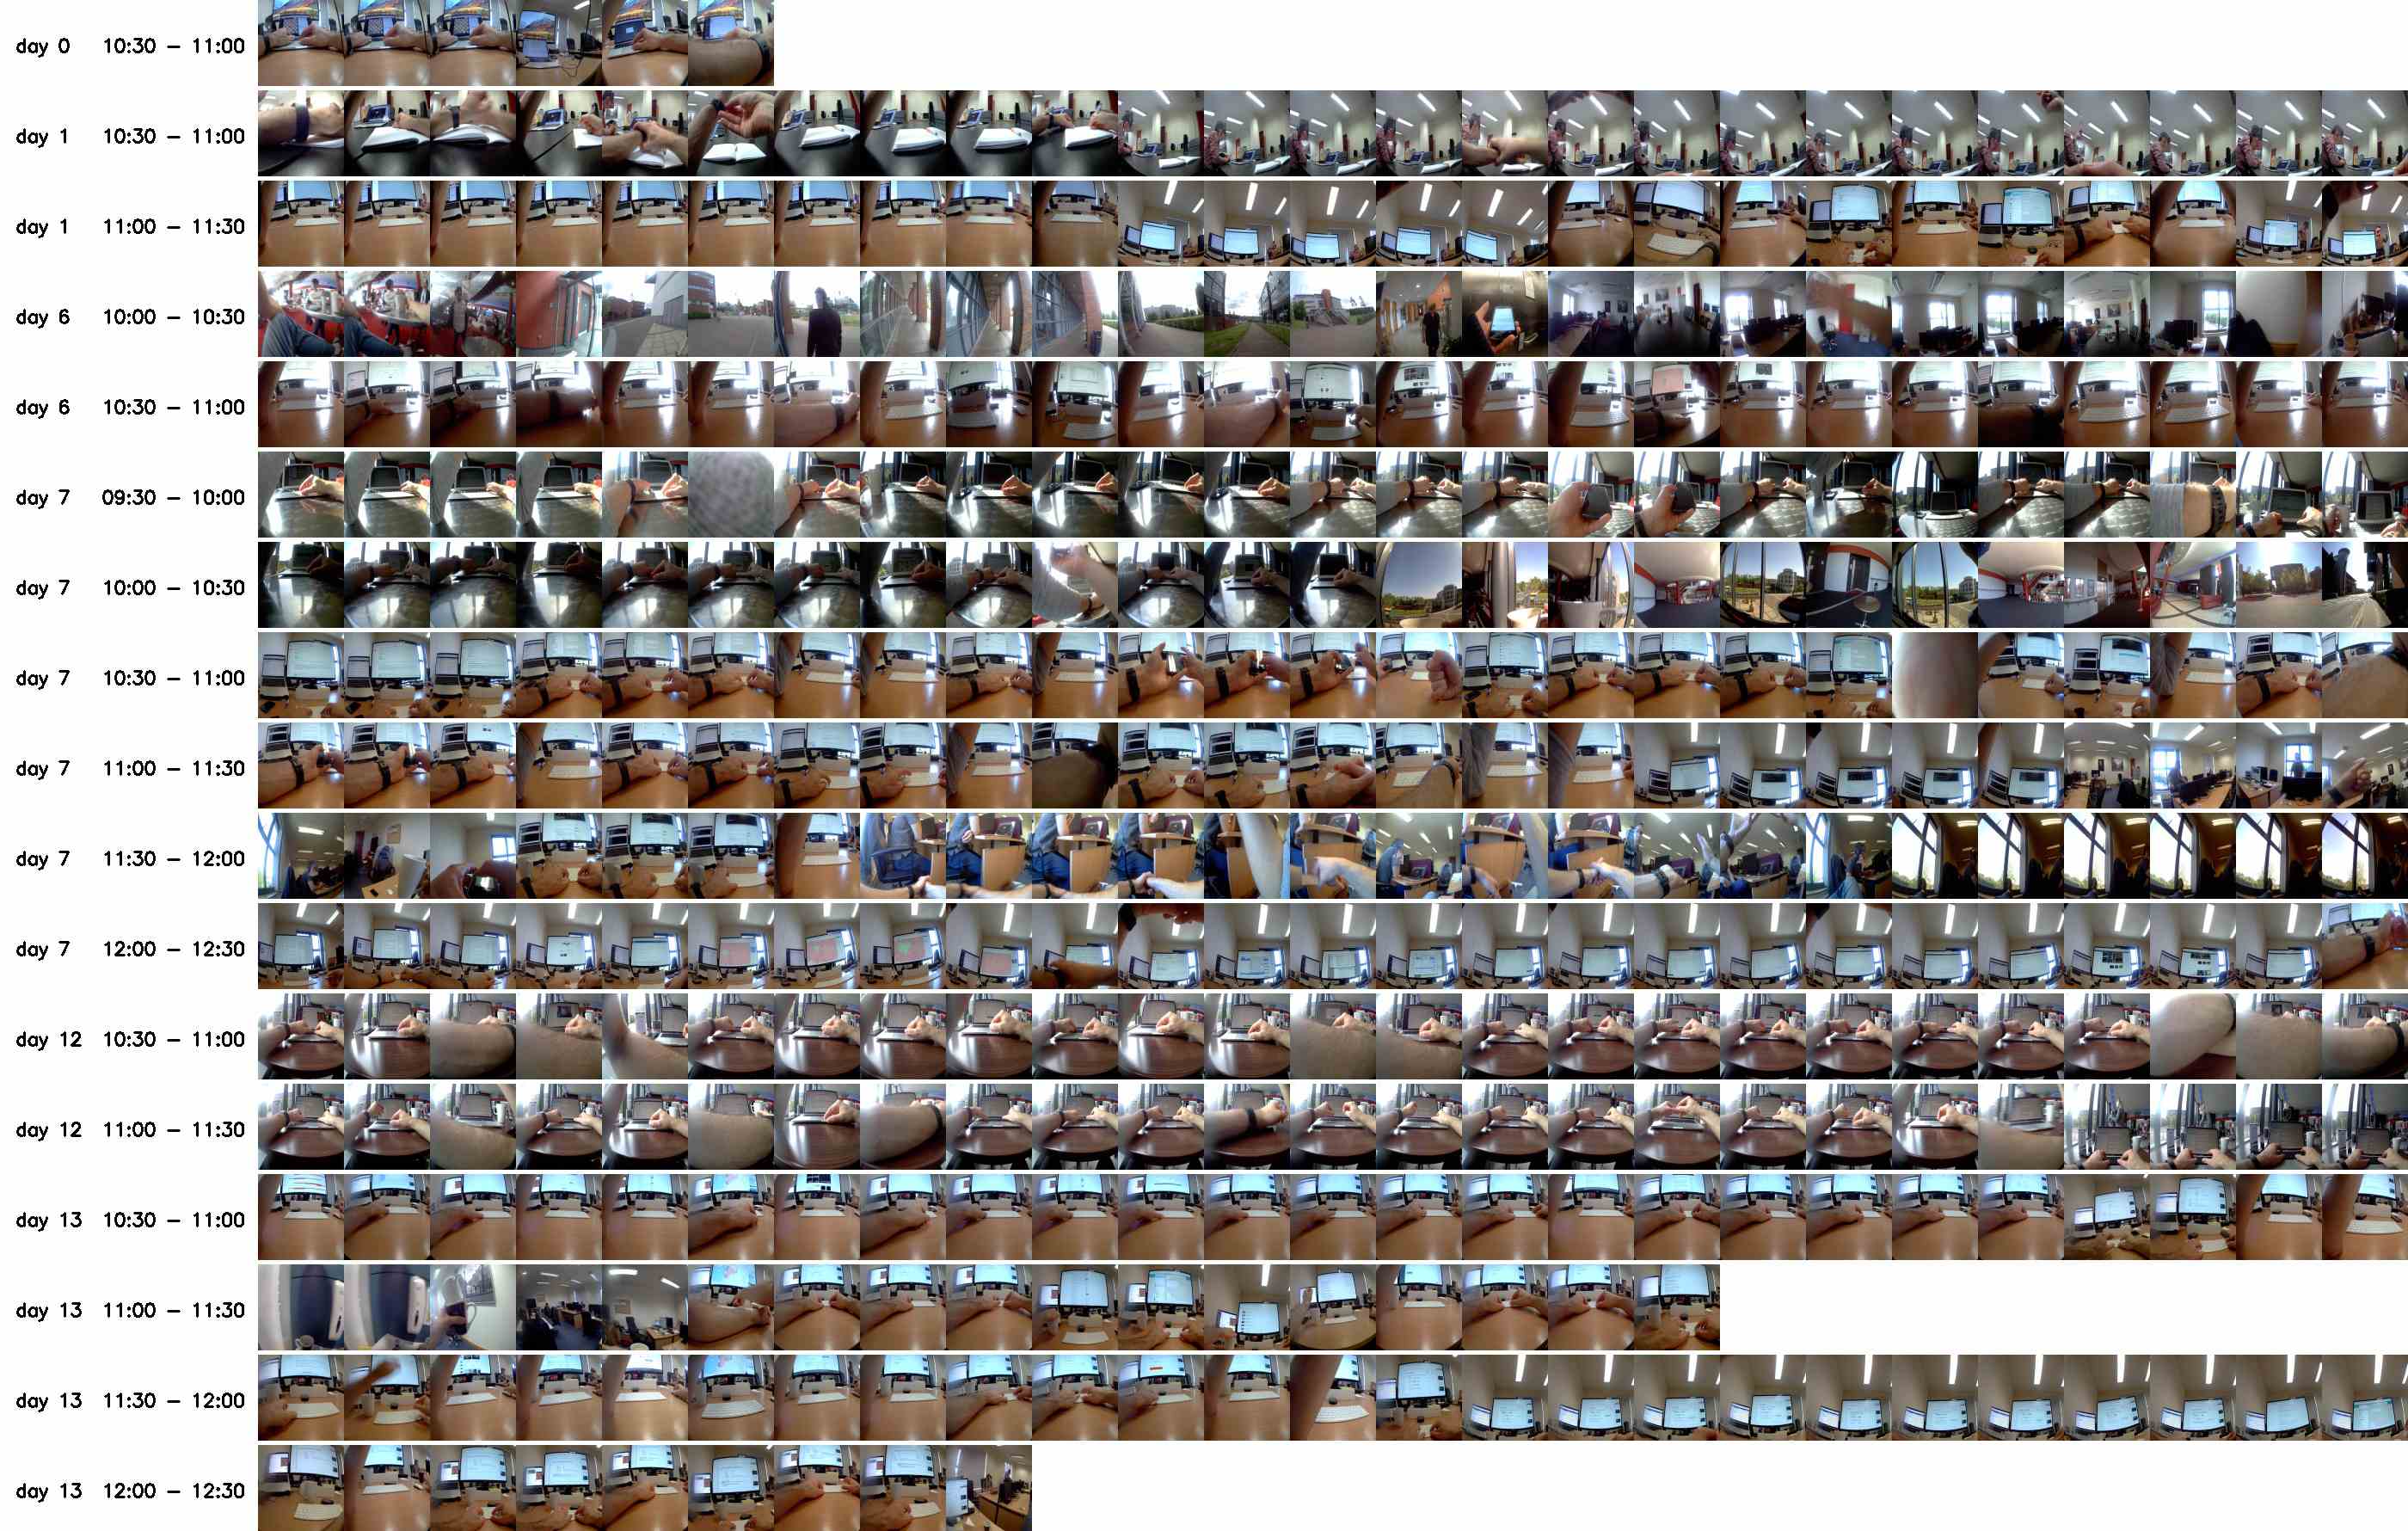 day 0 10:30 – 11:00
day 1 10:30 – 11:00
day 1 11:00 – 11:30
day 6 10:00 – 10:30
day 6 10:30 – 11:00
day 7 09:30 – 10:00
day 7 10:00 – 10:30
day 7 10:30 – 11:00
day 7 11:00 – 11:30
day 7 11:30 – 12:00
day 7 12:00 – 12:30
day 12 10:30 – 11:00
day 12 11:00 – 11:30
day 13 10:30 – 11:00
day 13 11:00 – 11:30
day 13 11:30 – 12:00
day 13 12:00 – 12:30